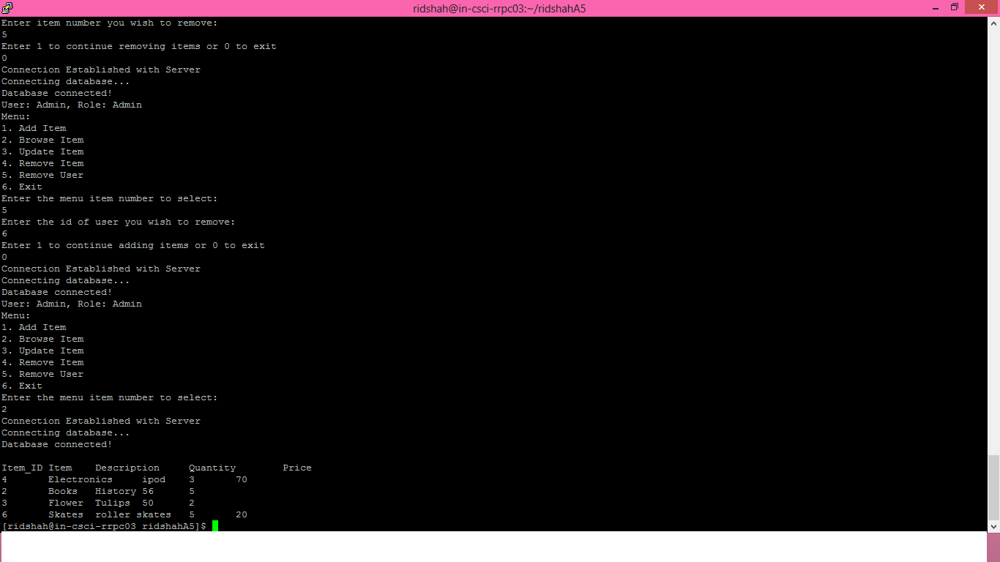 ridshah@in-csci-rrpc03:~/ridshahA5
Enter item number you wish to remove:
5
Enter 1 to continue removing items or 0 to exit
0
Connection Established with Server
Connecting database...
Database connected!
User: Admin, Role: Admin
Menu:
1. Add Item
2. Browse Item
3. Update Item
4. Remove Item
5. Remove User
6. Exit
Enter the menu item number to select:
5
Enter the id of user you wish to remove:
6
Enter 1 to continue adding items or 0 to exit
0
Connection Established with Server
Connecting database...
Database connected!
User: Admin, Role: Admin
Menu:
1. Add Item
2. Browse Item
3. Update Item
4. Remove Item
5. Remove User
6. Exit
Enter the menu item number to select:
2
Connection Established with Server
Connecting database...
Database connected!
Item_ID Item    Description     Quantity        Price
4       Electronics     ipod    3       70
2       Books   History 56      5
3       Flower  Tulips  50      2
6       Skates  roller skates   5       20
[ridshah@in-csci-rrpc03 ridshahA5]$